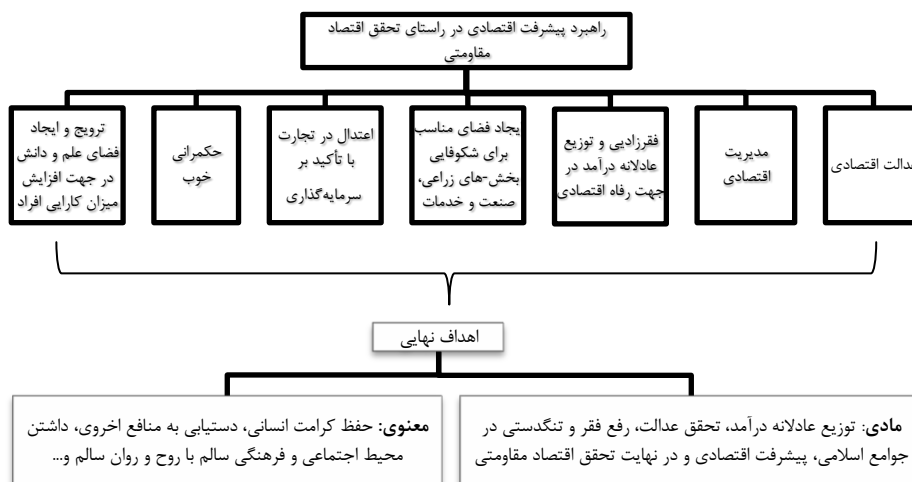 راهبرد پیشرفت اقتصادی در راستای تحقق اقتصاد
مقاومتی
عدالت اقتصادی
مدیریت
اقتصادی
فقرزدایی و توزیع
عادلانه درآمد در
جهت رفاه اقتصادی
یجاد فضای مناسب
برای شکوفایی
بخش-های زراعی،
صنعت و خدمات
اعتدال در تجارت
با تأکید بر
سرمایه‌گذاری
حکمرانی
خوب
ترویج و ایجاد
فضای علم و دانش
در جهت افزایش
میزان کارایی افراد
اهداف نهایی
مادی: توزیع عادلانه درآمد، تحقق عدالت، رفع فقر و تنگدستی در
جوامع اسلامی، پیشرفت اقتصادی و در نهایت تحقق اقتصاد مقاومتی
معنوی: حفظ کرامت انسانی، دستیابی به منافع اخروی، داشتن
محیط اجتماعی و فرهنگی سالم با روح و روان سالم و...